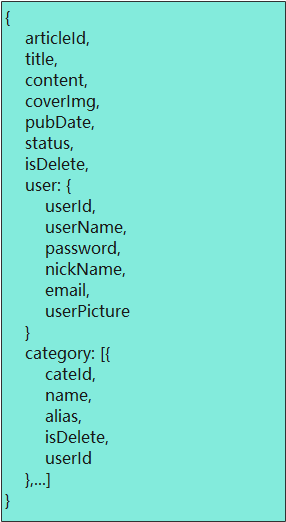 {
articleId,
title,
content,
coverImg,
pubDate,
status,
isDelete,
user: {
userId,
userName,
password,
nickName,
email,
userPicture
}
category: [{
cateId,
name,
alias,
isDelete,
userId
},...]
}